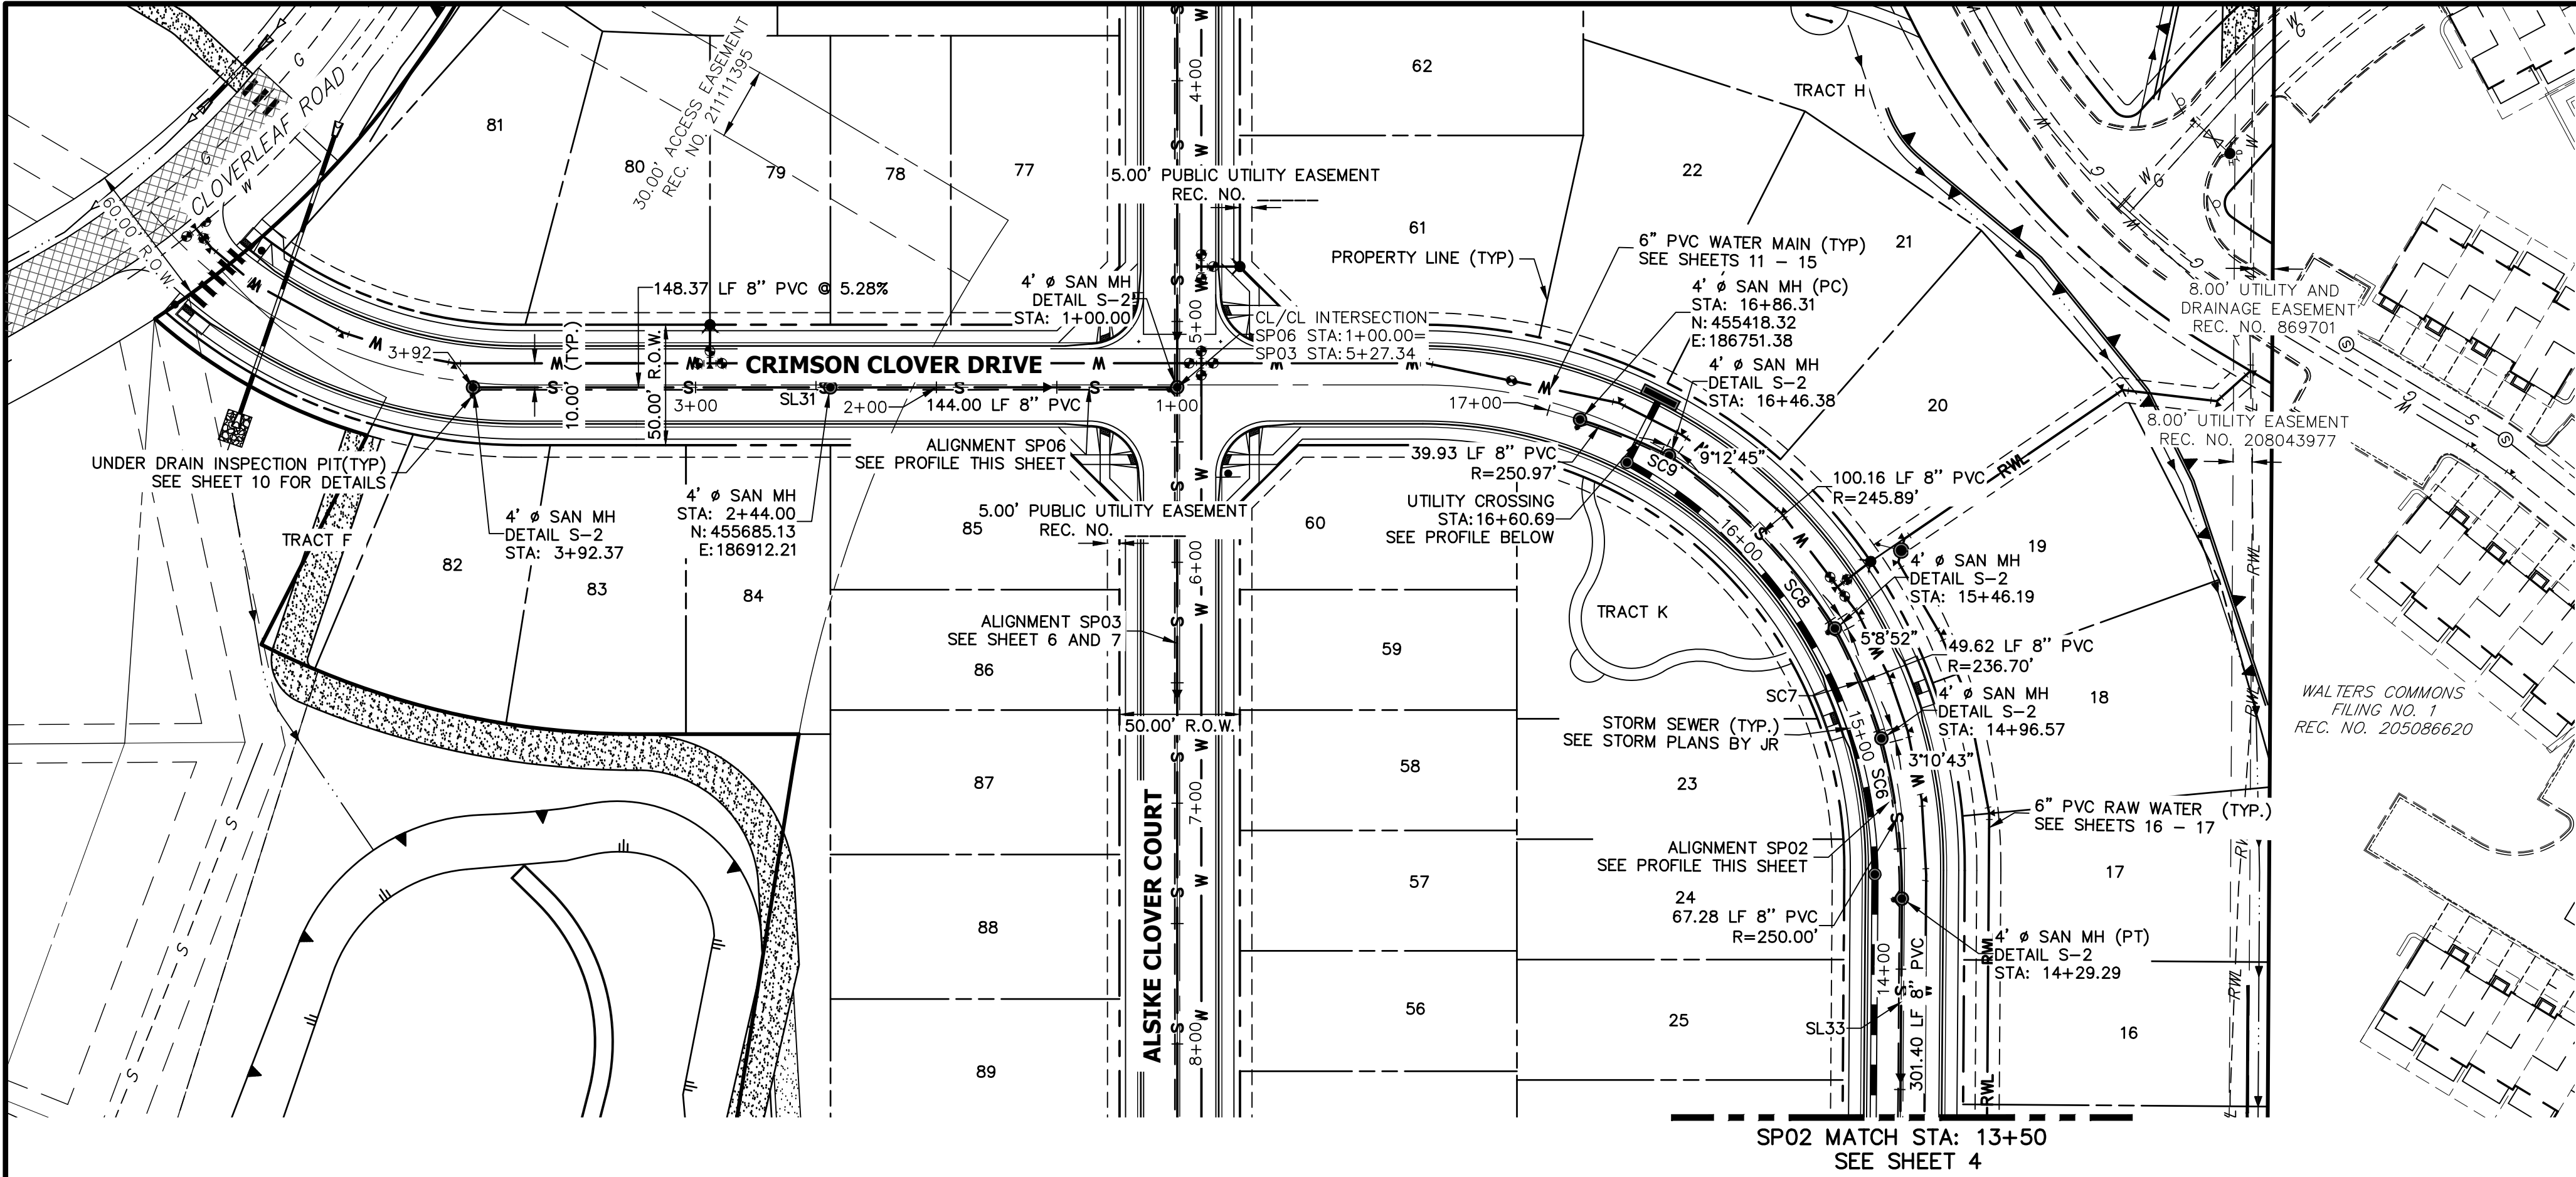 CLOVERLEAF ROAD
60.00' R.O.W.
81
80
79
78
77
30.00' ACCESS EASEMENT
REC. NO. 211111395
5.00' PUBLIC UTILITY EASEMENT
REC. NO. _____
4+00
5+00
62
61
22
21
20
TRACT H
PROPERTY LINE (TYP)
6" PVC WATER MAIN (TYP)
SEE SHEETS 11 - 15
4' ø SAN MH (PC)
STA: 16+86.31
N: 455418.32
E:186751.38
4' ø SAN MH
DETAIL S-2
STA: 16+46.38
8.00' UTILITY AND
DRAINAGE EASEMENT
REC. NO. 869701
8.00' UTILITY EASEMENT
REC. NO. 208043977
148.37 LF 8" PVC @ 5.28%
4' ø SAN MH
DETAIL S-2
STA: 1+00.00
CL/CL INTERSECTION
SP06 STA:1+00.00=
SP03 STA:5+27.34
CRIMSON CLOVER DRIVE
3+92
10.00' (TYP)
50.00' R.O.W.
3+00
SL31
2+00
144.00 LF 8" PVC
1+00
17+00
ALIGNMENT SP06
SEE PROFILE THIS SHEET
UNDER DRAIN INSPECTION PIT(TYP)
SEE SHEET 10 FOR DETAILS
TRACT F
4' ø SAN MH
DETAIL S-2
STA: 3+92.37
4' ø SAN MH
STA: 2+44.00
N: 455685.13
E:186912.21
82
83
84
85
5.00' PUBLIC UTILITY EASEMENT
REC. NO. _____
60
39.93 LF 8" PVC
R=250.97'
SC9
9°12'45"
UTILITY CROSSING
STA:16+60.69
SEE PROFILE BELOW
100.16 LF 8" PVC
R=245.89'
16+00
SC8
RWL
4' ø SAN MH
DETAIL S-2
STA: 15+46.19
19
TRACT K
5°8'52"
49.62 LF 8" PVC
R=236.70'
SC7
4' ø SAN MH
DETAIL S-2
STA: 14+96.57
18
3°10'43"
15+00
SC6
STORM SEWER (TYP.)
SEE STORM PLANS BY JR
WALTERS COMMONS
FILING NO. 1
REC. NO. 205086620
6+00
ALIGNMENT SP03
SEE SHEET 6 AND 7
86
59
50.00' R.O.W.
87
58
23
7+00
ALSIKE CLOVER COURT
6" PVC RAW WATER (TYP.)
SEE SHEETS 16 - 17
ALIGNMENT SP02
SEE PROFILE THIS SHEET
57
24
17
67.28 LF 8" PVC
R=250.00'
88
4' ø SAN MH (PT)
DETAIL S-2
STA: 14+29.29
14+00
301.40 LF 8" PVC
SL33
56
25
16
8+00
89
RWL
RWL
RWL
RWL
SP02 MATCH STA: 13+50
SEE SHEET 4